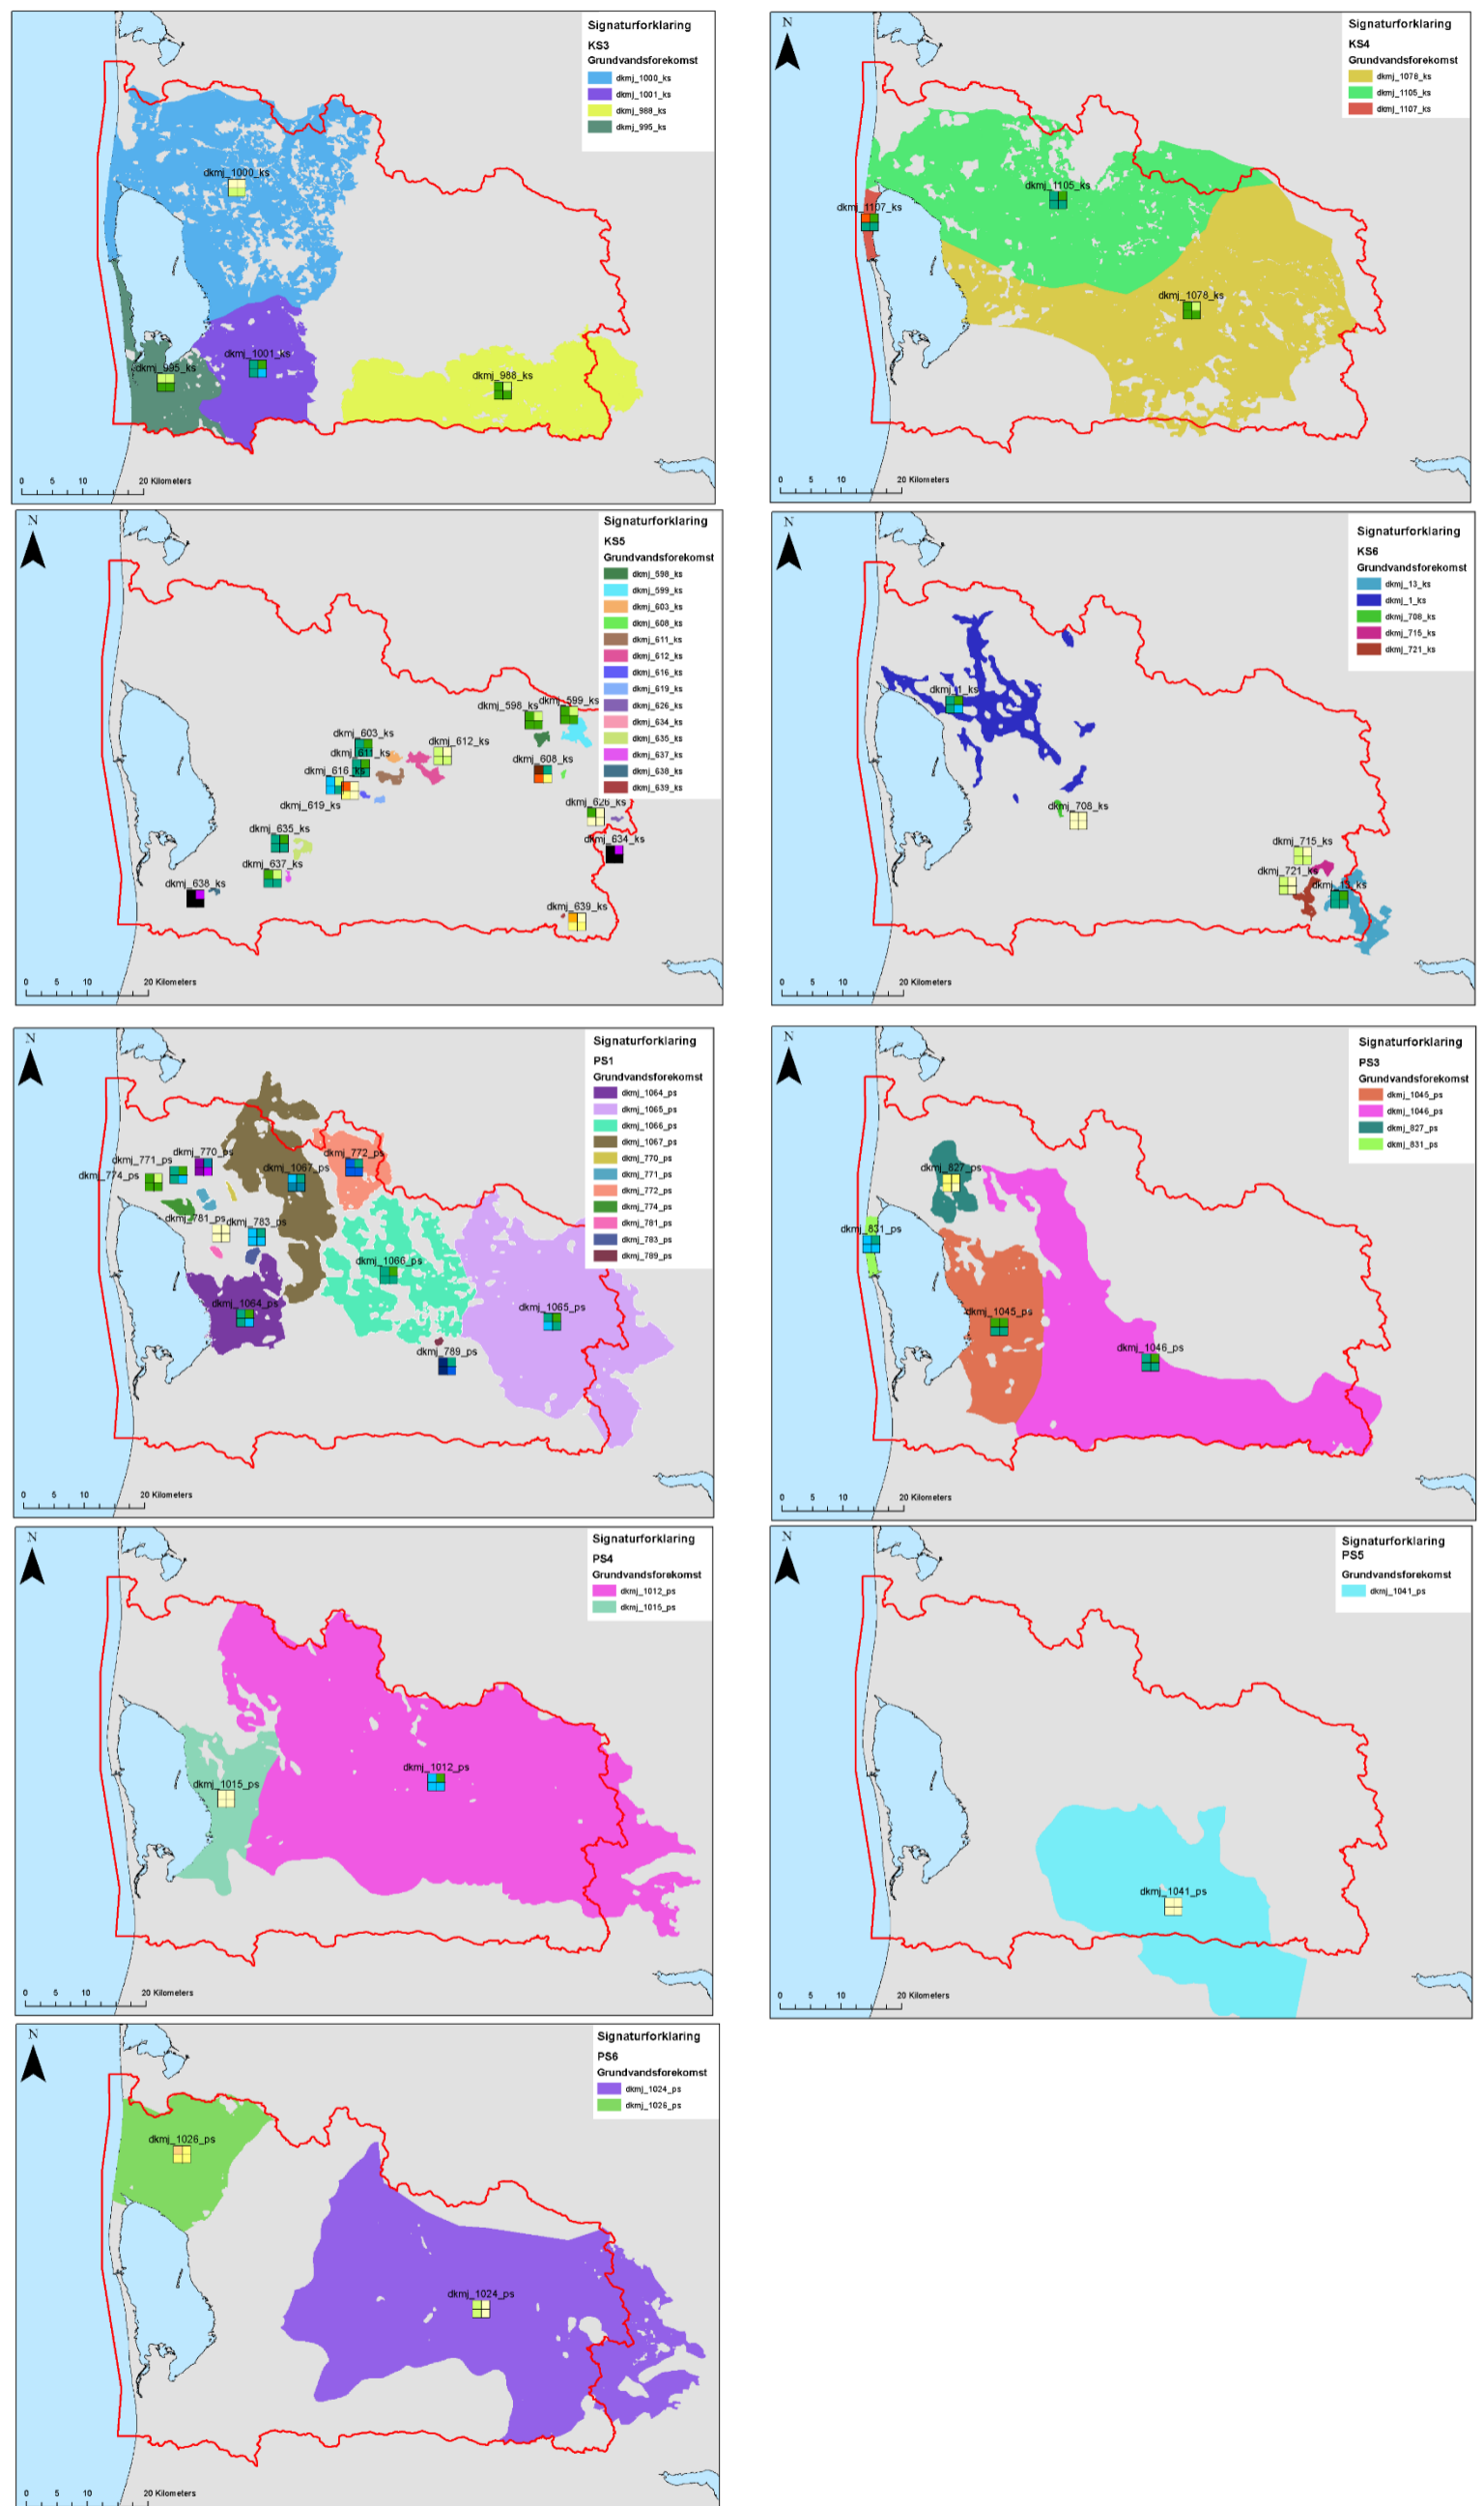 Signaturforklaring
KS3
Grundvandsforekomst
dkmj_1000_ks
dkmj_1001_ks
dkmj_988_ks
dkmj_995_ks
dkmj_1000_ks
dkmj_1001_ks
dkmj_995_ks
dkmj_988_ks
0 5 10 20 Kilometers
N
Signaturforklaring
KS4
Grundvandsforekomst
dkmj_1078_ks
dkmj_1105_ks
dkmj_1107_ks
dkmj_1105_ks
dkmj_1107_ks
dkmj_1078_ks
0 5 10 20 Kilometers
N
Signaturforklaring
KS5
Grundvandsforekomst
dkmj_598_ks
dkmj_599_ks
dkmj_603_ks
dkmj_608_ks
dkmj_611_ks
dkmj_612_ks
dkmj_616_ks
dkmj_619_ks
dkmj_626_ks
dkmj_634_ks
dkmj_635_ks
dkmj_637_ks
dkmj_638_ks
dkmj_639_ks
dkmj_598_ks
dkmj_599_ks
dkmj_603_ks
dkmj_612_ks
dkmj_611_ks
dkmj_608_ks
dkmj_616_ks
dkmj_619_ks
dkmj_626_ks
dkmj_635_ks
dkmj_634_ks
dkmj_637_ks
dkmj_638_ks
dkmj_639_ks
0 5 10 20 Kilometers
N
Signaturforklaring
KS6
Grundvandsforekomst
dkmj_13_ks
dkmj_1_ks
dkmj_708_ks
dkmj_715_ks
dkmj_721_ks
dkmj_1_ks
dkmj_708_ks
dkmj_715_ks
dkmj_721_ks
dkmj_13_ks
0 5 10 20 Kilometers
N
Signaturforklaring
PS1
Grundvandsforekomst
dkmj_1064_ps
dkmj_1065_ps
dkmj_1066_ps
dkmj_1067_ps
dkmj_770_ps
dkmj_771_ps
dkmj_772_ps
dkmj_774_ps
dkmj_781_ps
dkmj_783_ps
dkmj_789_ps
dkmj_770_ps
dkmj_772_ps
dkmj_771_ps
dkmj_1067_ps
dkmj_774_ps
dkmj_781_ps
dkmj_783_ps
dkmj_1066_ps
dkmj_1064_ps
dkmj_1065_ps
dkmj_789_ps
0 5 10 20 Kilometers
N
Signaturforklaring
PS3
Grundvandsforekomst
dkmj_1045_ps
dkmj_1046_ps
dkmj_827_ps
dkmj_831_ps
dkmj_827_ps
dkmj_831_ps
dkmj_1045_ps
dkmj_1046_ps
0 5 10 20 Kilometers
N
Signaturforklaring
PS4
Grundvandsforekomst
dkmj_1012_ps
dkmj_1015_ps
dkmj_1012_ps
dkmj_1015_ps
0 5 10 20 Kilometers
N
Signaturforklaring
PS5
Grundvandsforekomst
dkmj_1041_ps
dkmj_1041_ps
0 5 10 20 Kilometers
N
Signaturforklaring
PS6
Grundvandsforekomst
dkmj_1024_ps
dkmj_1026_ps
dkmj_1026_ps
dkmj_1024_ps
0 5 10 20 Kilometers